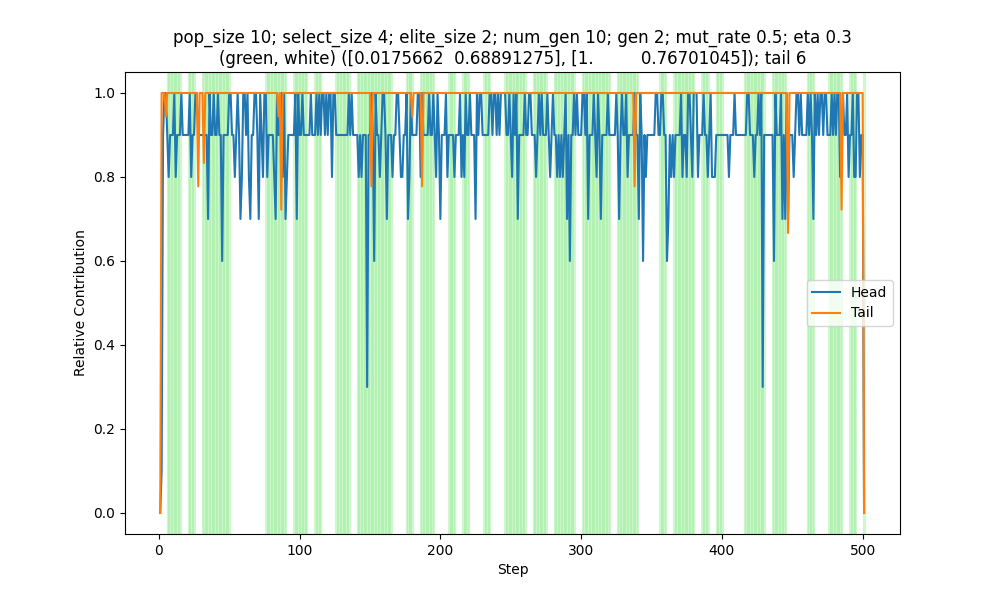 pop_size 10; select_size 4; elite_size 2; num_gen 10; gen 2; mut_rate 0.5; eta 0.3
(green, white) ([0.0175662  0.68891275], [1.         0.76701045]); tail 6
1.0
0.8
0.6
0.4
0.2
0.0
Relative Contribution
Head
Tail
0
100
200
300
400
500
Step